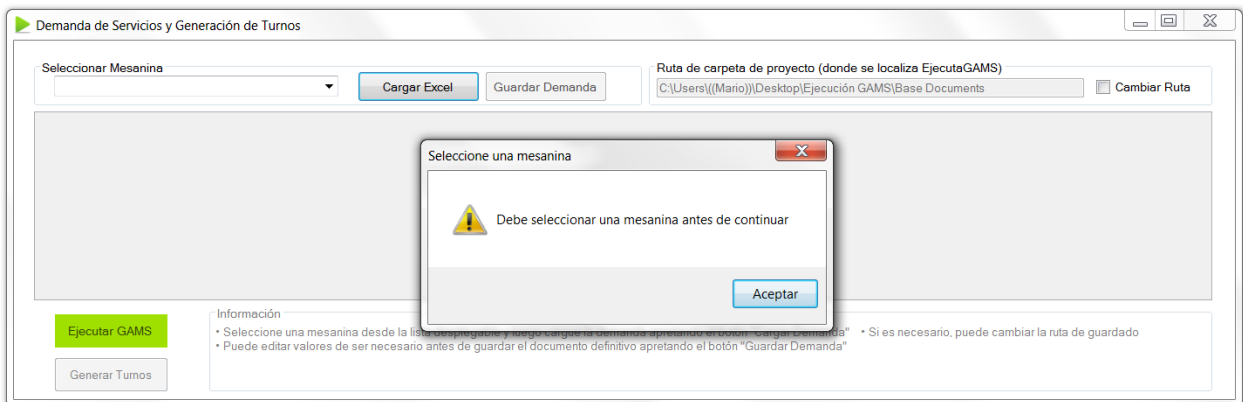 Demanda de Servicios y Generación de Turnos
Seleccionar Mesanina
Cargar Excel
Guardar Demanda
Ruta de carpeta de proyecto (donde se localiza EjecutaGAMS)
C:\Users\((Mario))\Desktop\Ejecución GAMS\Base Documents
Cambiar Ruta
Seleccione una mesanina
Debe seleccionar una mesanina antes de continuar
Aceptar
Ejecutar GAMS
Generar Turnos
Información
• Seleccione una mesanina desde la lista desplegable y luego cargue la demanda apretando el botón "Cargar Demanda" • Si es necesario, puede cambiar la ruta de guardado
• Puede editar valores de ser necesario antes de guardar el documento definitivo apretando el botón "Guardar Demanda"